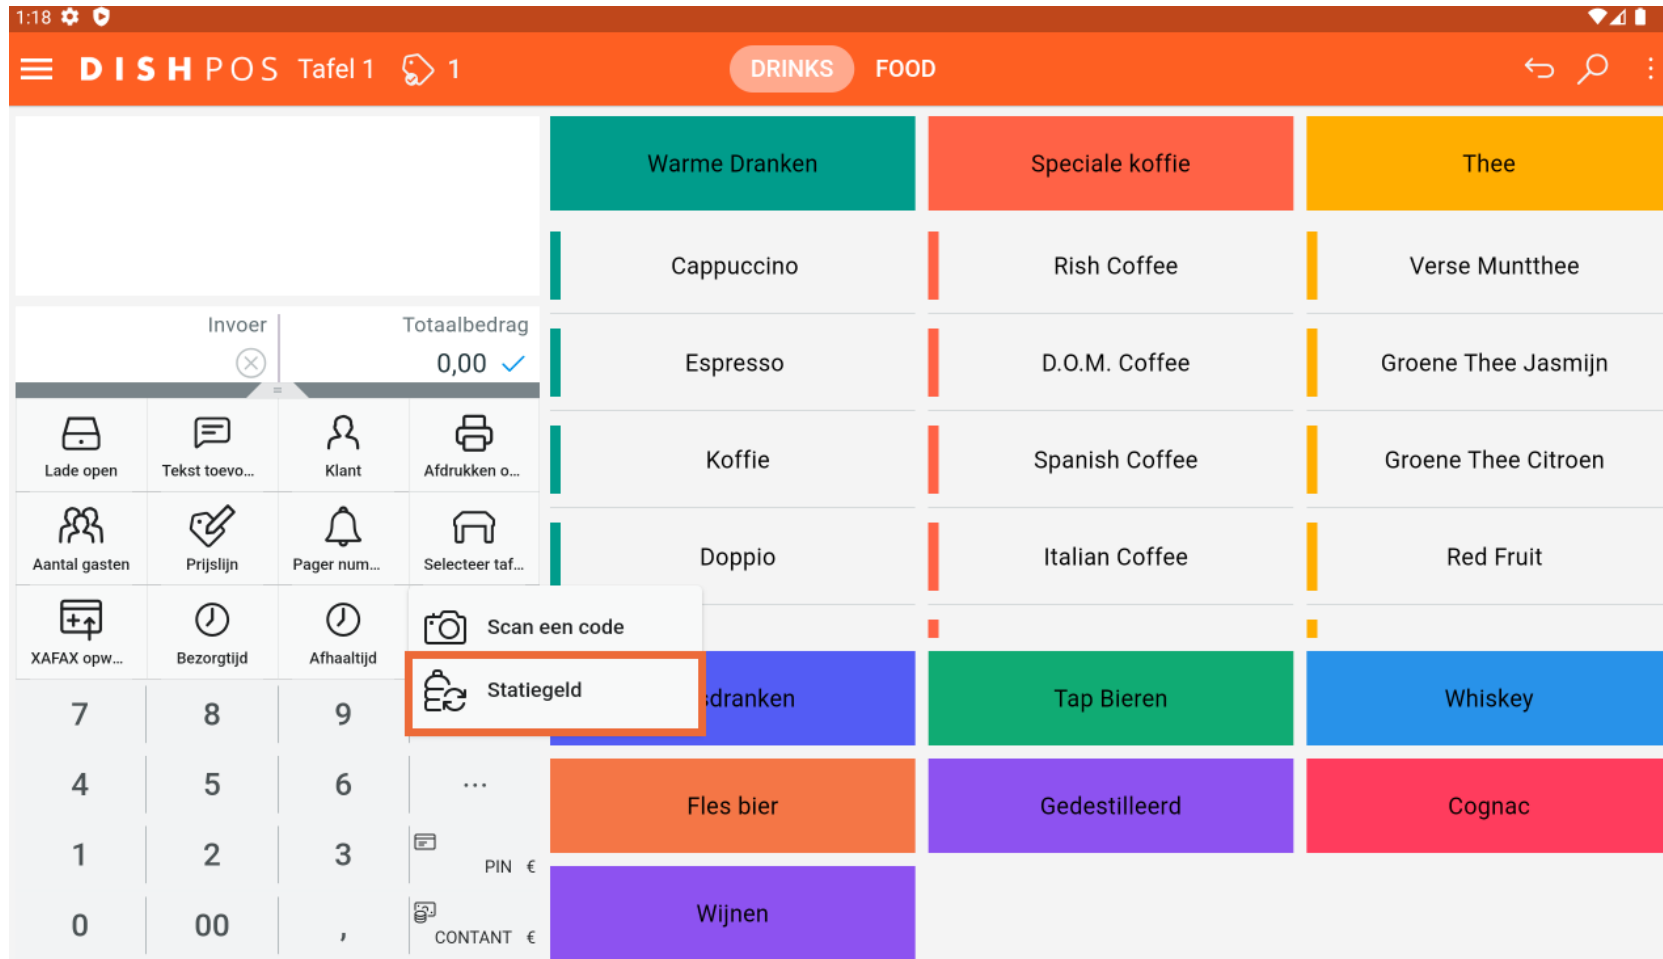 1:18
DISH POS Tafel 1 1 DRINKS FOOD
Warme Dranken Speciale koffie Thee
Cappuccino Rish Coffee Verse Muntthee
Invoer Totaalbedrag
0,00
Espresso D.O.M. Coffee Groene Thee Jasmijn
Lade open Tekst toevo... Klant Afdrukken o...
Koffie Spanish Coffee Groene Thee Citroen
Aantal gasten Prijslijn Pager num... Selecteer taf...
Doppio Italian Coffee Red Fruit
Scan een code
XAFAX opw... Bezorgtijd Afhaaltijd
Statiegeld
sdranken Tap Bieren Whiskey
7 8 9
4 5 6 ...
Fles bier Gedestilleerd Cognac
1 2 3 PIN €
Wijnen
0 00 , CONTANT €